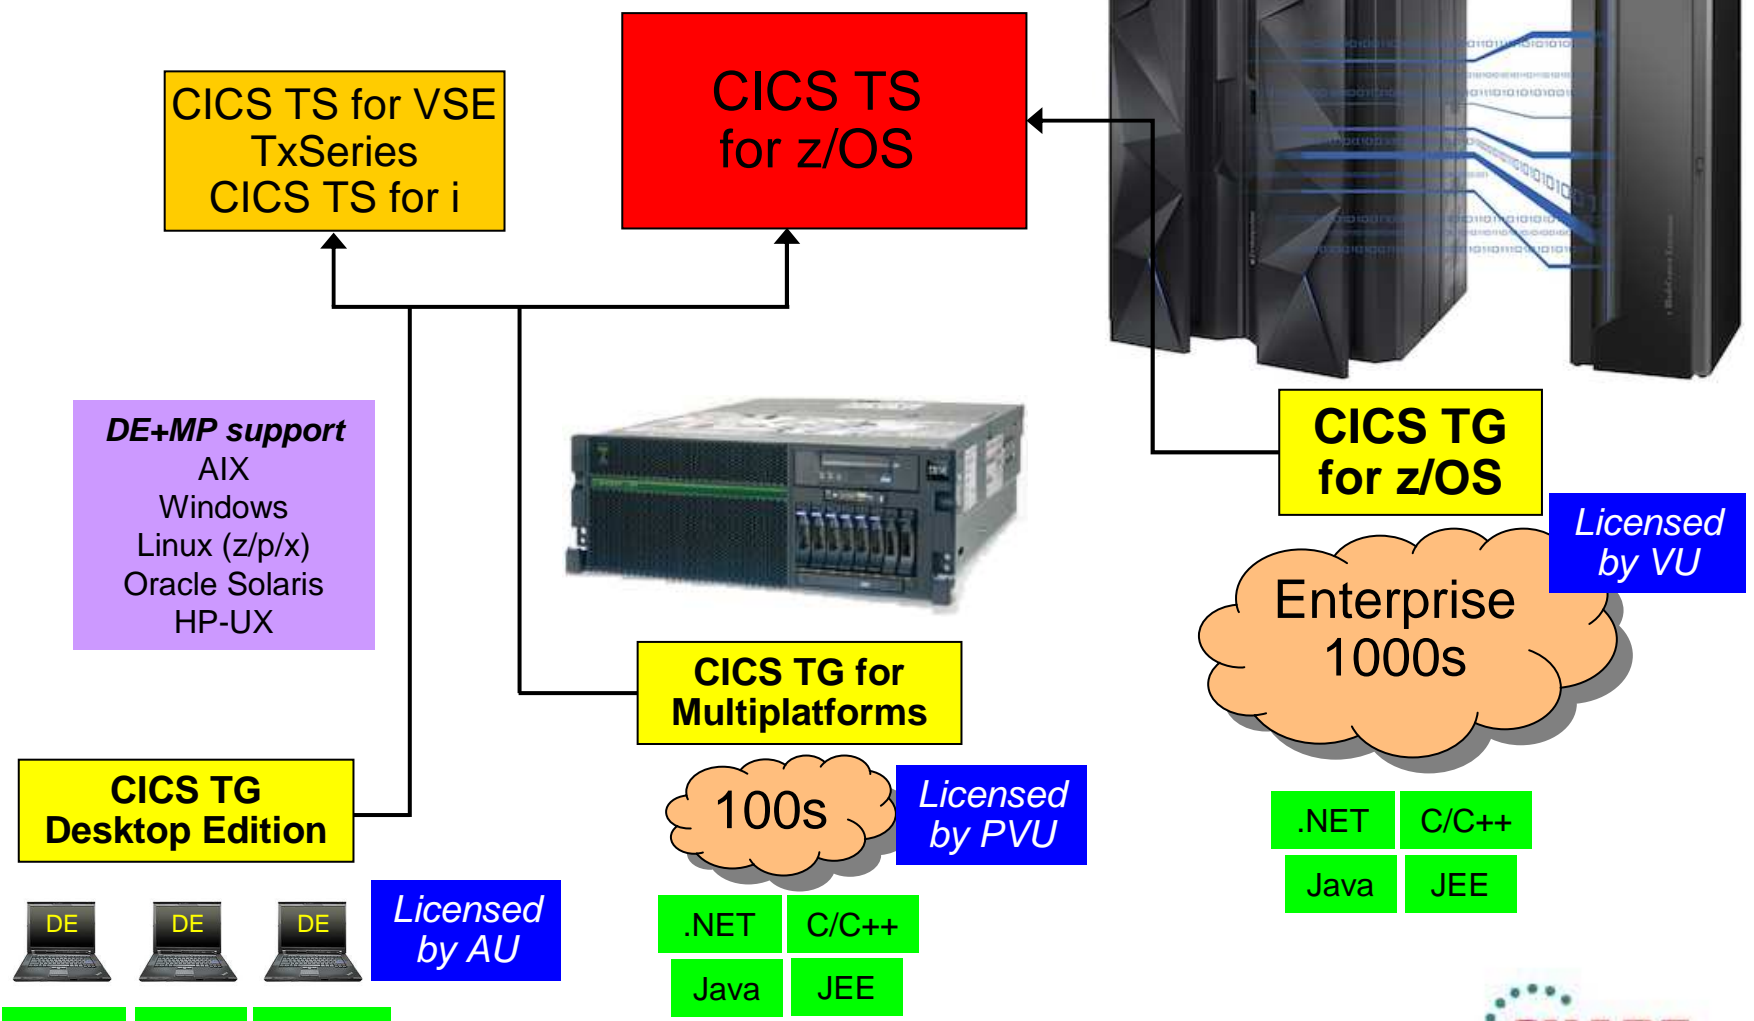 CICS TS for VSE
TxSeries
CICS TS for i
CICS TS
for z/OS
DE+MP support
AIX
Windows
Linux (z/p/x)
Oracle Solaris
HP-UX
CICS TG
for z/OS
Licensed
by VU
Enterprise
1000s
CICS TG for
Multiplatforms
CICS TG
Desktop Edition
100s
Licensed
by PVU
.NET C/C++
Java JEE
DE DE DE
Licensed
by AU
.NET C/C++
Java JEE